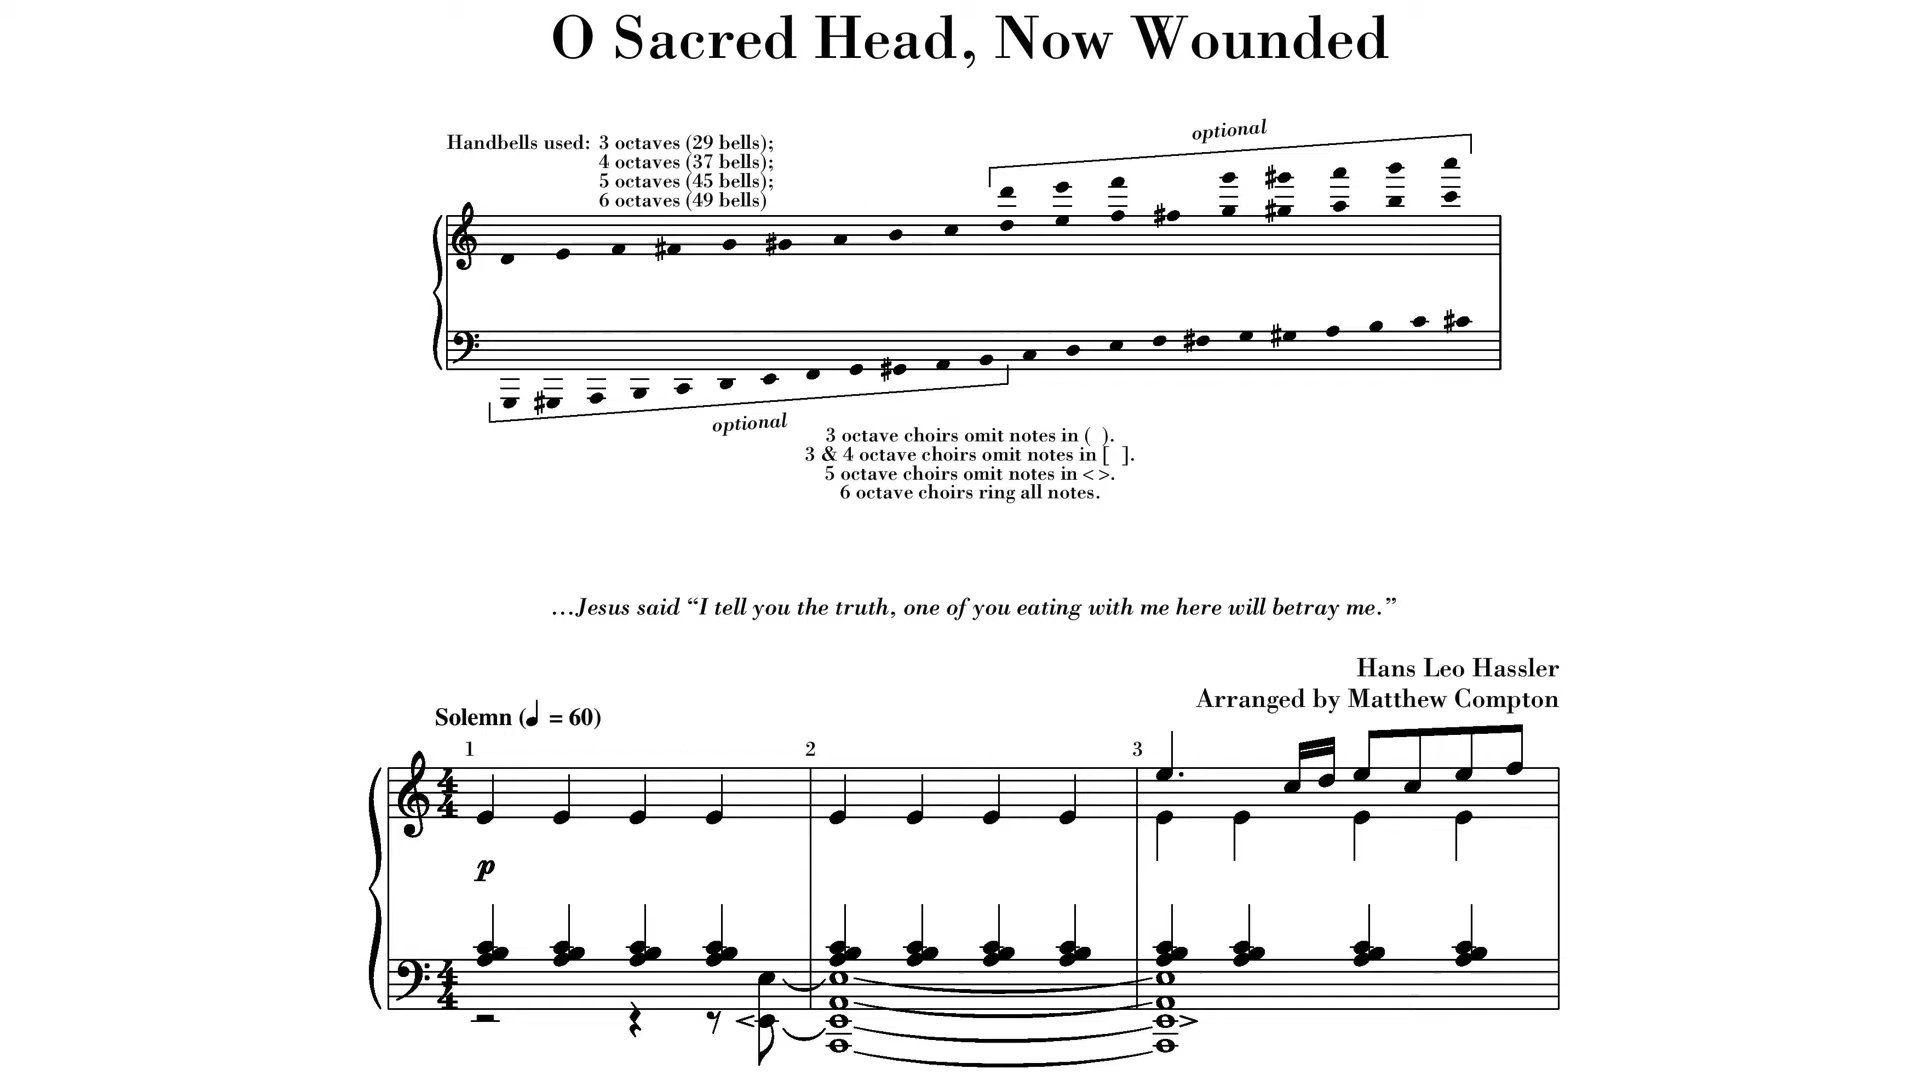 O Sacred Head, Now Wounded
optional
Handbells used: 3 octaves (29 bells);
4 octaves (37 bells);
5 octaves (45 bells);
6 octaves (49 bells)
optional
3 octave choirs omit notes in ( ).
3 & 4 octave choirs omit notes in [ ].
5 octave choirs omit notes in < >.
6 octave choirs ring all notes.
...Jesus said “I tell you the truth, one of you eating with me here will betray me.”
Hans Leo Hassler
Arranged by Matthew Compton
Solemn (♩ = 60)
1 2 3
4
4
p
4
4